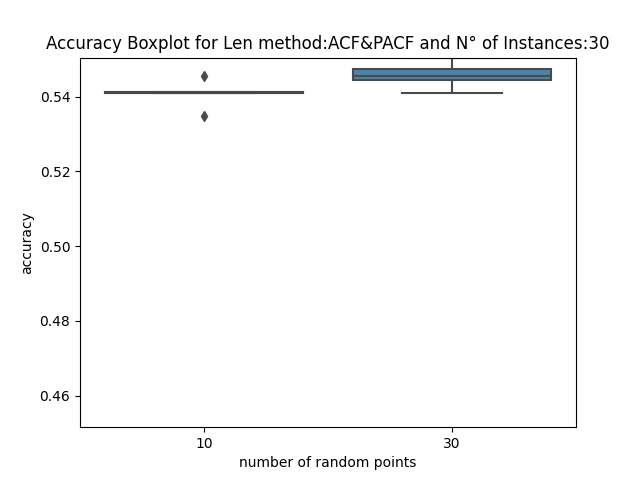 Accuracy Boxplot for Len method:ACF&PACF and N° of Instances:30
0.54
0.52
0.50
0.48
0.46
accuracy
10
30
number of random points